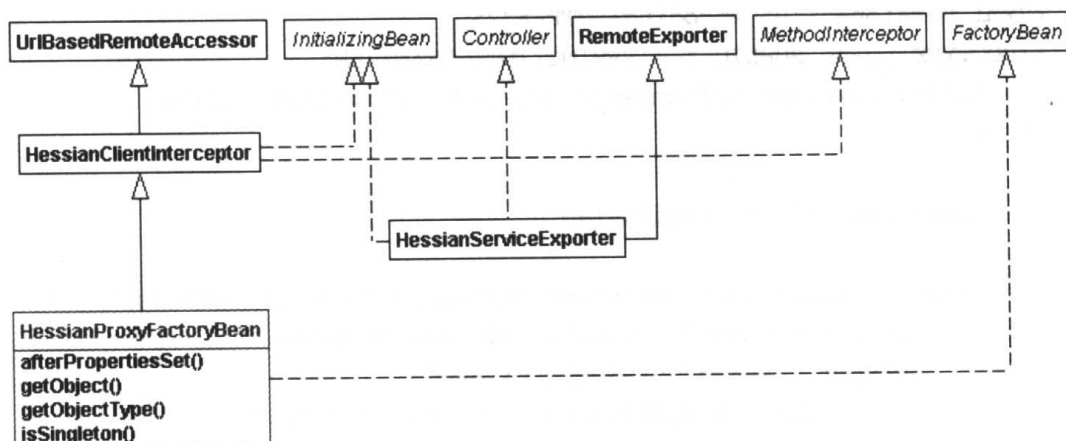 UrlBasedRemoteAccessor
InitializingBean
Controller
RemoteExporter
MethodInterceptor
FactoryBean
HessianClientInterceptor
HessianServiceExporter
HessianProxyFactoryBean
afterPropertiesSet()
getObject()
getObjectType()
isSingleton()